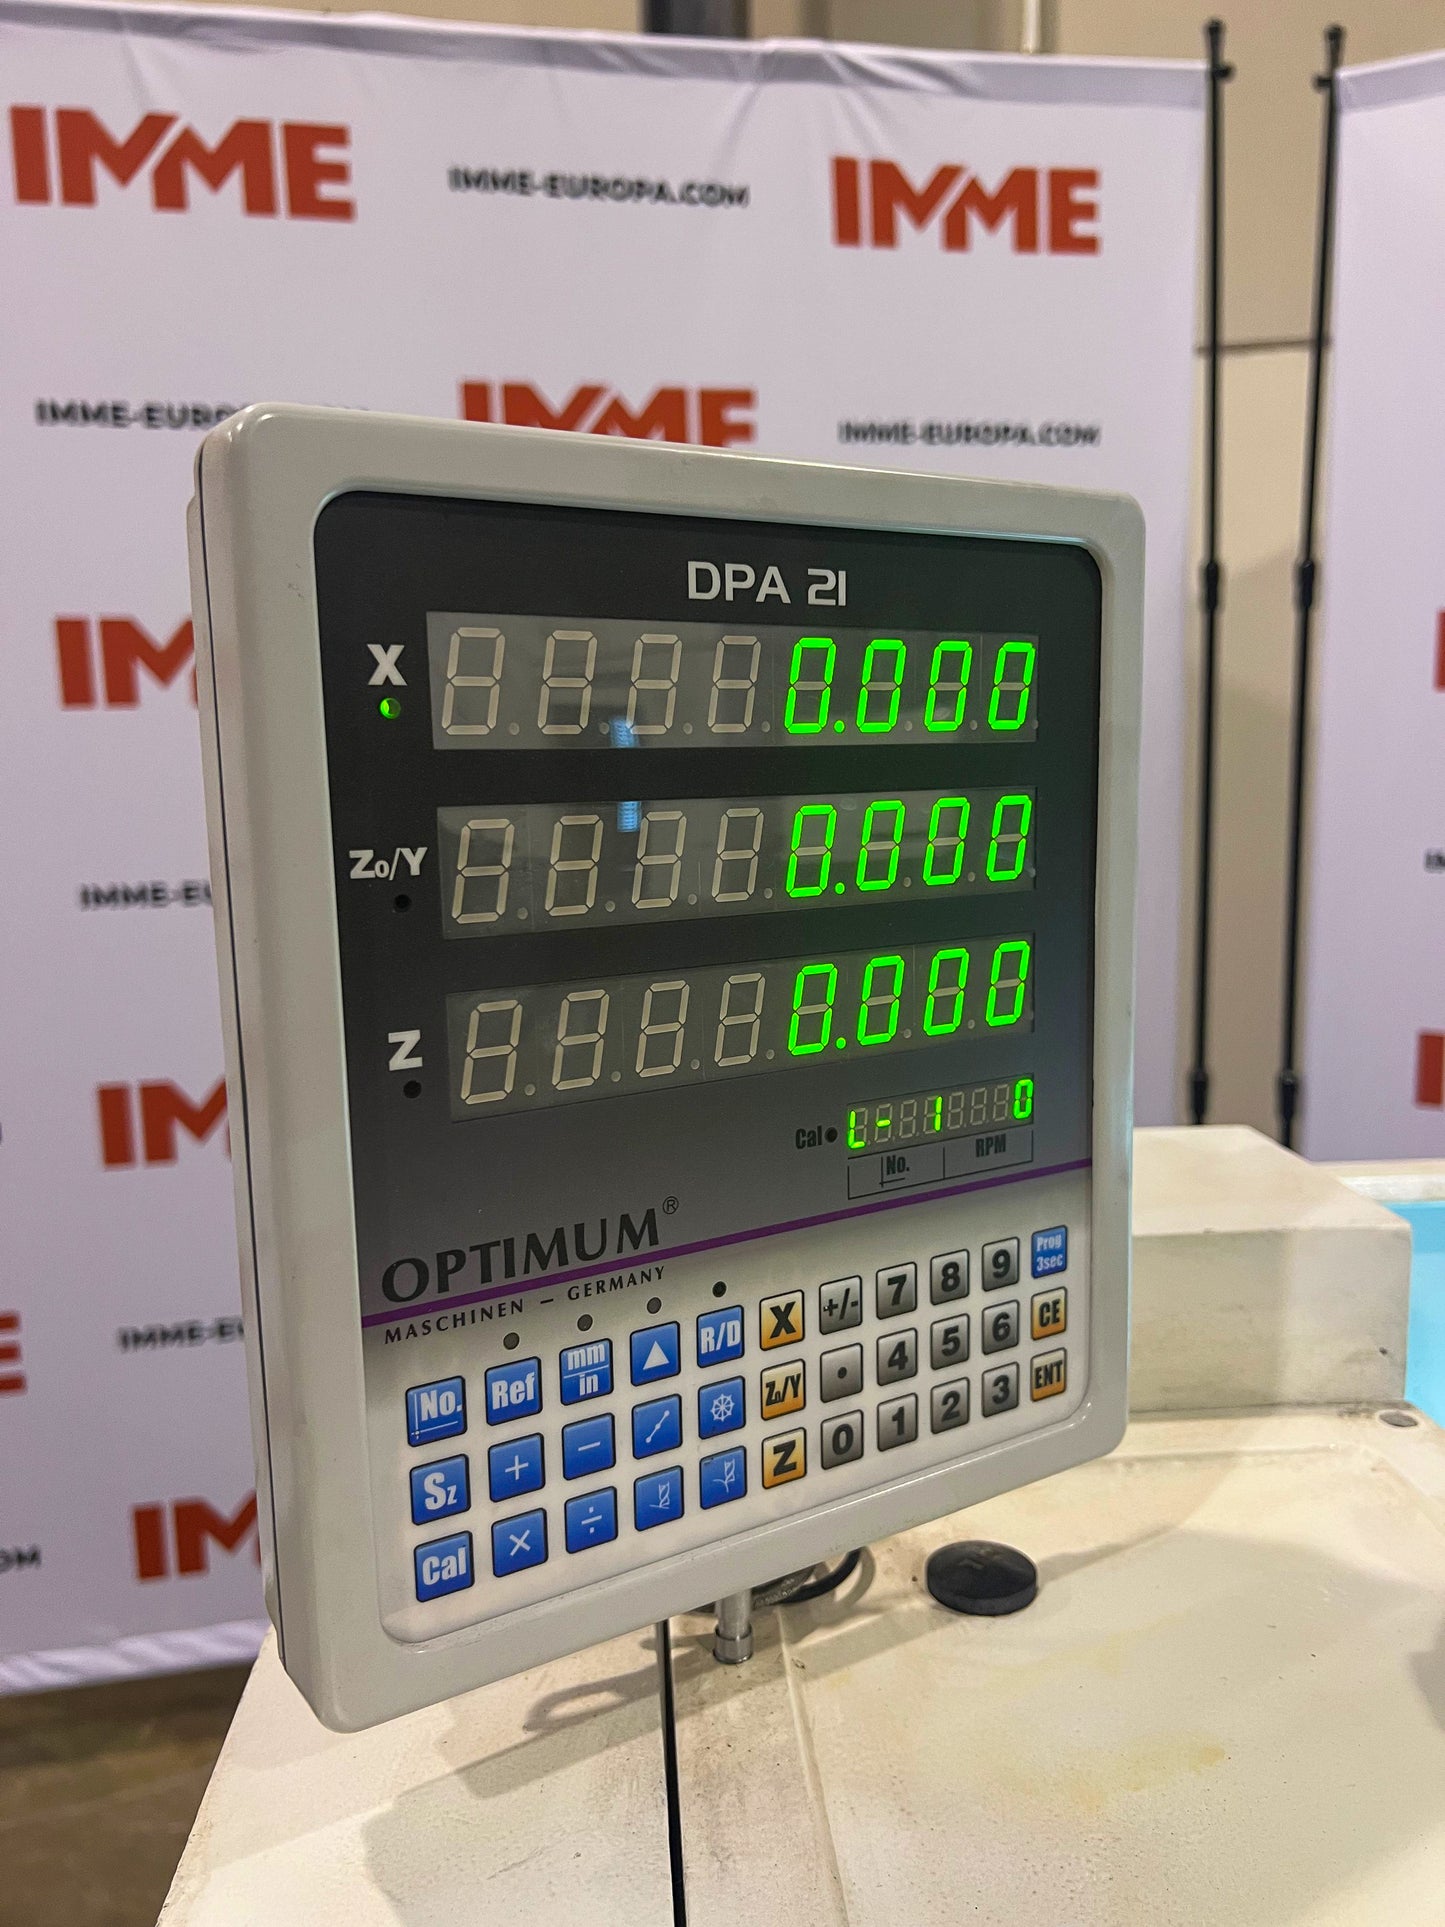 IMME
IMME-EUROPA.COM
IMME
IMME
IMME-EUROPA.COM
DPA 21
X
0.000
Z0/Y
0.000
Z
0.000
Cal
L- 1 0
No.
RPM
OPTIMUM®
MASCHINEN – GERMANY
No. Ref mm/in R/D X +/- 7 8 9 Prog 3sec
Sz + − Z0/Y . 4 5 6 CE
Cal × ÷ Z 0 1 2 3 ENT